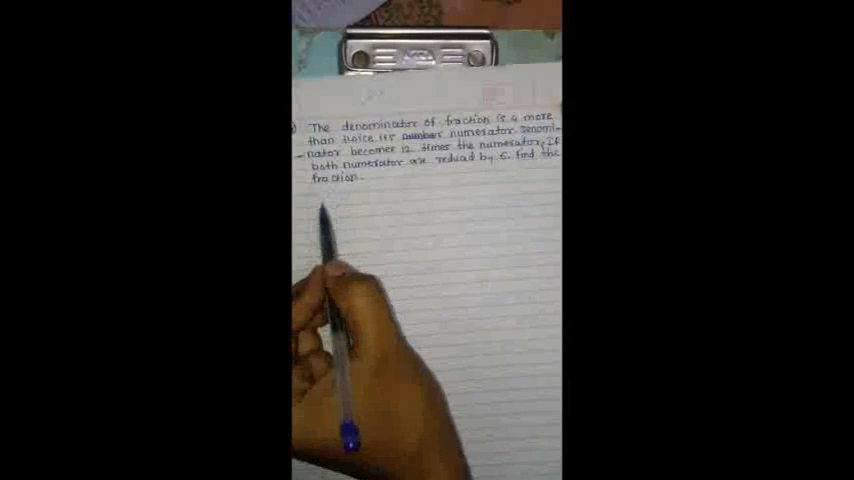 The denominator of fraction is 4 more
than twice its numerator. Denomi-
-nator becomes 12 times the numerator, If
both numerator are reduced by 6. find the
fraction.